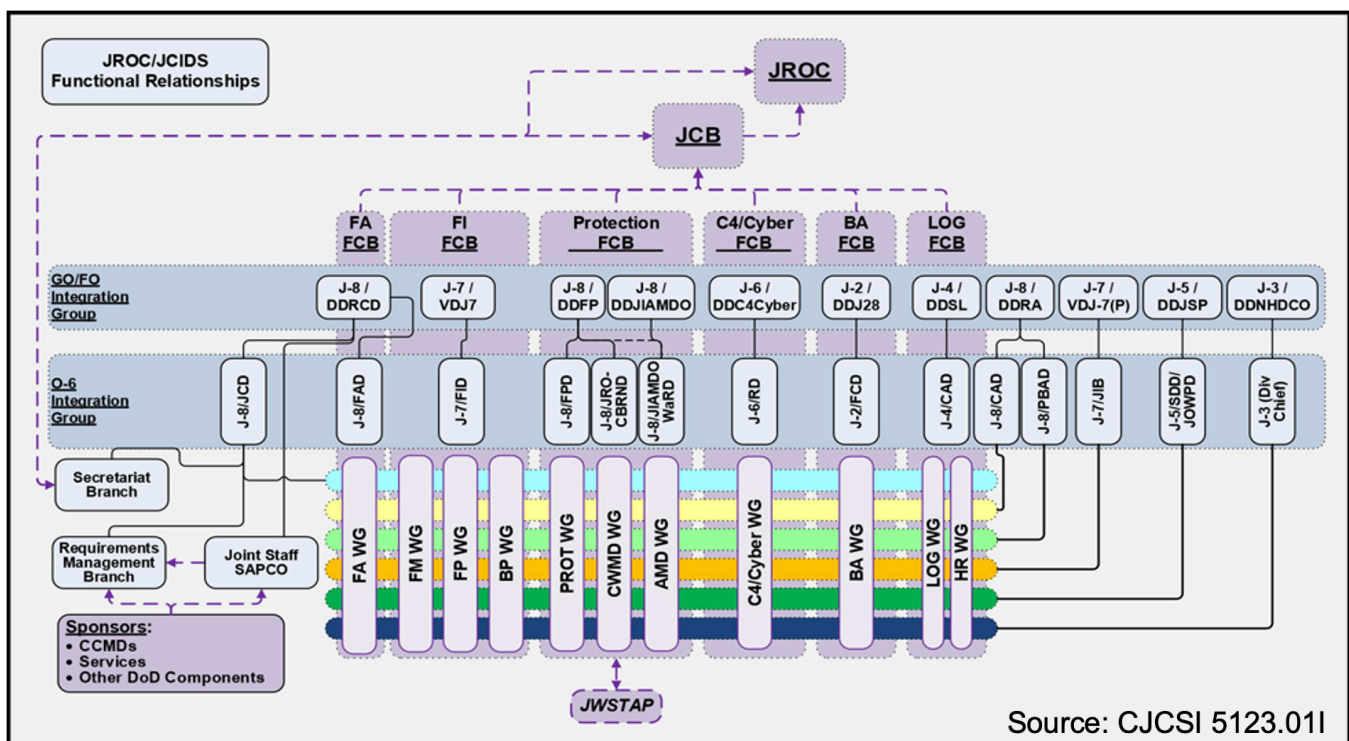 JROC/JCIDS
Functional Relationships
JROC
JCB
FA
FCB
FI
FCB
Protection
FCB
C4/Cyber
FCB
BA
FCB
LOG
FCB
GO/FO
Integration
Group
J-8 /
DDRCD
J-7 /
VDJ7
J-8 /
DDFP
J-8 /
DDJIAMDO
J-6 /
DDC4Cyber
J-2 /
DDJ28
J-4 /
DDSL
J-8 /
DDRA
J-7 /
VDJ-7(P)
J-5 /
DDJSP
J-3 /
DDNHDCO
O-6
Integration
Group
J-8/JCD
J-8/FAD
J-7/FID
J-8/FPD
J-8/JRO-
CBRND
J-8/JIAMDO
WaRD
J-6/RD
J-2/FCD
J-4/CAD
J-8/CAD
J-8/PBAD
J-7/JIB
J-5/SDD/
JOWPD
J-3 (Div
Chief)
Secretariat
Branch
Requirements
Management
Branch
Joint Staff
SAPCO
Sponsors:
• CCMDs
• Services
• Other DoD Components
FA WG
FM WG
FP WG
BP WG
PROT WG
CWMD WG
AMD WG
C4/Cyber WG
BA WG
LOG WG
HR WG
JWSTAP
Source: CJCSI 5123.01I